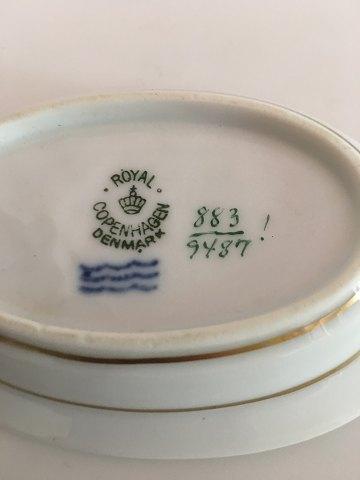 ROYAL
COPENHAGEN
DENMARK
883
9487 !